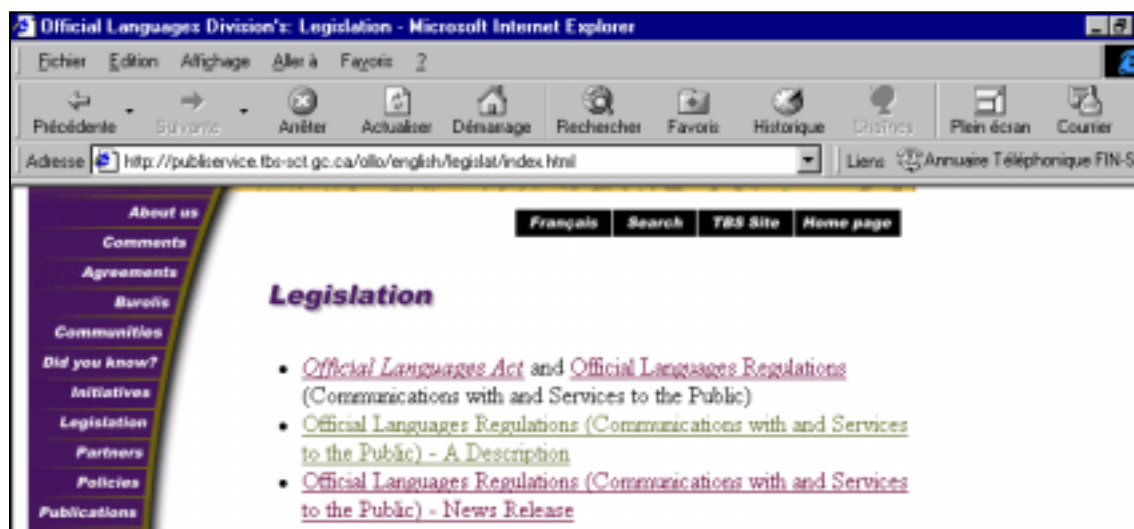 Official Languages Division's: Legislation - Microsoft Internet Explorer
Fichier Edition Affichage Aller à Favoris ?
Précédente Suivante Arrêter Actualiser Démarrage Rechercher Favoris Historique Chaînes Plein écran Courrier
Adresse http://publiservice.tbs-sct.gc.ca/ollo/english/legislat/index.html Liens Annuaire Téléphonique FIN-S
Français Search TBS Site Home page
About us
Comments
Agreements
Burolis
Communities
Did you know?
Initiatives
Legislation
Partners
Policies
Publications
Legislation
• Official Languages Act and Official Languages Regulations
(Communications with and Services to the Public)
• Official Languages Regulations (Communications with and Services
to the Public) - A Description
• Official Languages Regulations (Communications with and Services
to the Public) - News Release